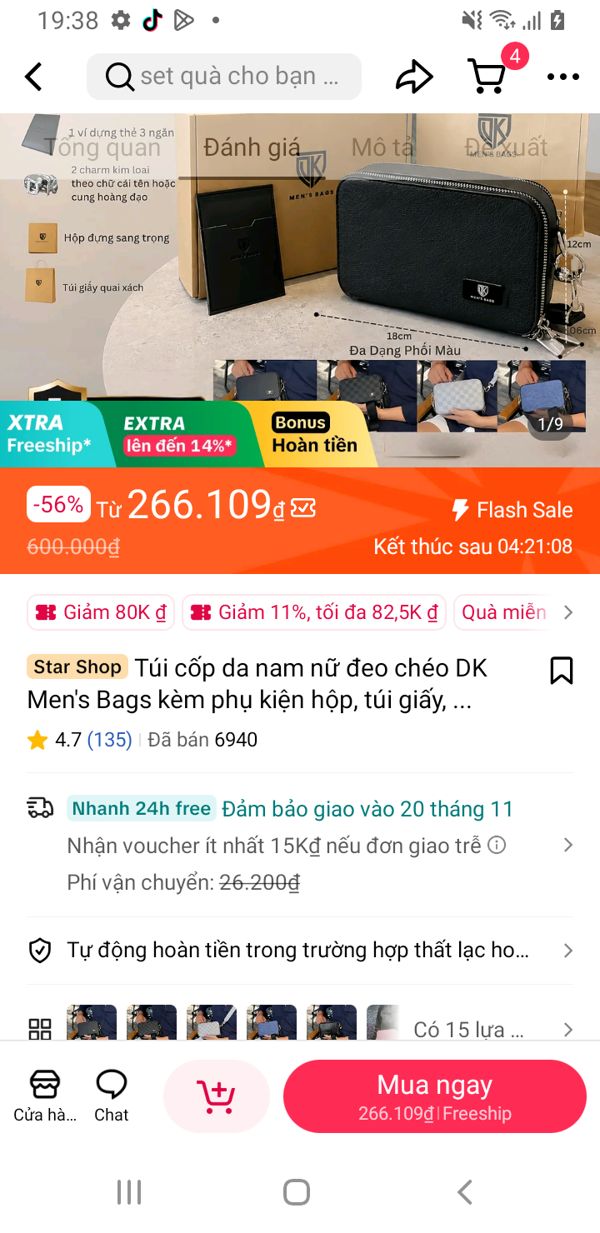 19:38
4
set quà cho bạn ...
1 ví dựng thẻ 3 ngăn
Tổng quan
Đánh giá
Mô tả
Đề xuất
2 charm kim loại
theo chữ cái tên hoặc
cung hoàng đạo
DK
MEN'S BAGS
MEN'S BAGS
Hộp đựng sang trọng
Túi giấy quai xách
12cm
18cm
06cm
Đa Dạng Phối Màu
1/9
XTRA
Freeship*
EXTRA
lên đến 14%*
Bonus
Hoàn tiền
-56% Từ 266.109₫
Flash Sale
600.000₫
Kết thúc sau 04:21:08
Giảm 80K ₫
Giảm 11%, tối đa 82,5K ₫
Quà miễn
Star Shop Túi cốp da nam nữ đeo chéo DK
Men's Bags kèm phụ kiện hộp, túi giấy, ...
4.7 (135) Đã bán 6940
Nhanh 24h free Đảm bảo giao vào 20 tháng 11
Nhận voucher ít nhất 15K₫ nếu đơn giao trễ
Phí vận chuyển: 26.200₫
Tự động hoàn tiền trong trường hợp thất lạc ho...
Có 15 lựa ...
Cửa hà...
Chat
Mua ngay
266.109₫|Freeship